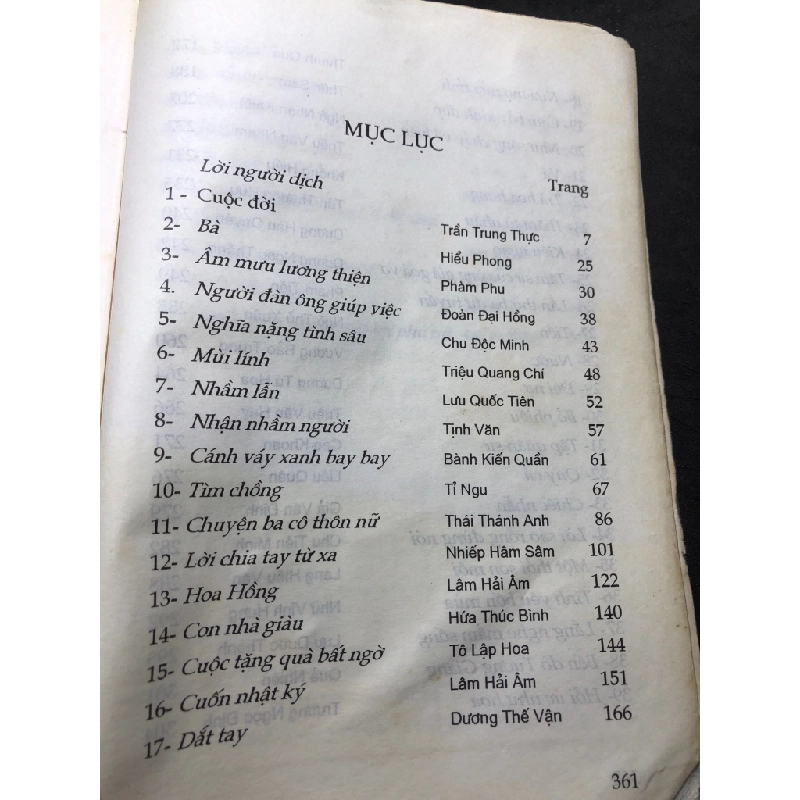 MỤC LỤC
Lời người dịch Trang
1 - Cuộc đời Trần Trung Thực 7
2- Bà Hiểu Phong 25
3- Âm mưu lương thiện Phàm Phu 30
4. Người đàn ông giúp việc Đoàn Đại Hồng 38
5- Nghĩa nặng tình sâu Chu Độc Minh 43
6- Mùi lính Triệu Quang Chí 48
7- Nhầm lẫn Lưu Quốc Tiên 52
8- Nhận nhầm người Tịnh Văn 57
9- Cánh váy xanh bay bay Bành Kiến Quần 61
10- Tìm chồng Tỉ Ngu 67
11- Chuyện ba cô thôn nữ Thái Thánh Anh 86
12- Lời chia tay từ xa Nhiếp Hâm Sâm 101
13- Hoa Hồng Lâm Hải Âm 122
14- Con nhà giàu Hứa Thúc Bình 140
15- Cuộc tặng quà bất ngờ Tô Lập Hoa 144
16- Cuốn nhật ký Lâm Hải Âm 151
17- Dắt tay Dương Thế Vận 166
361